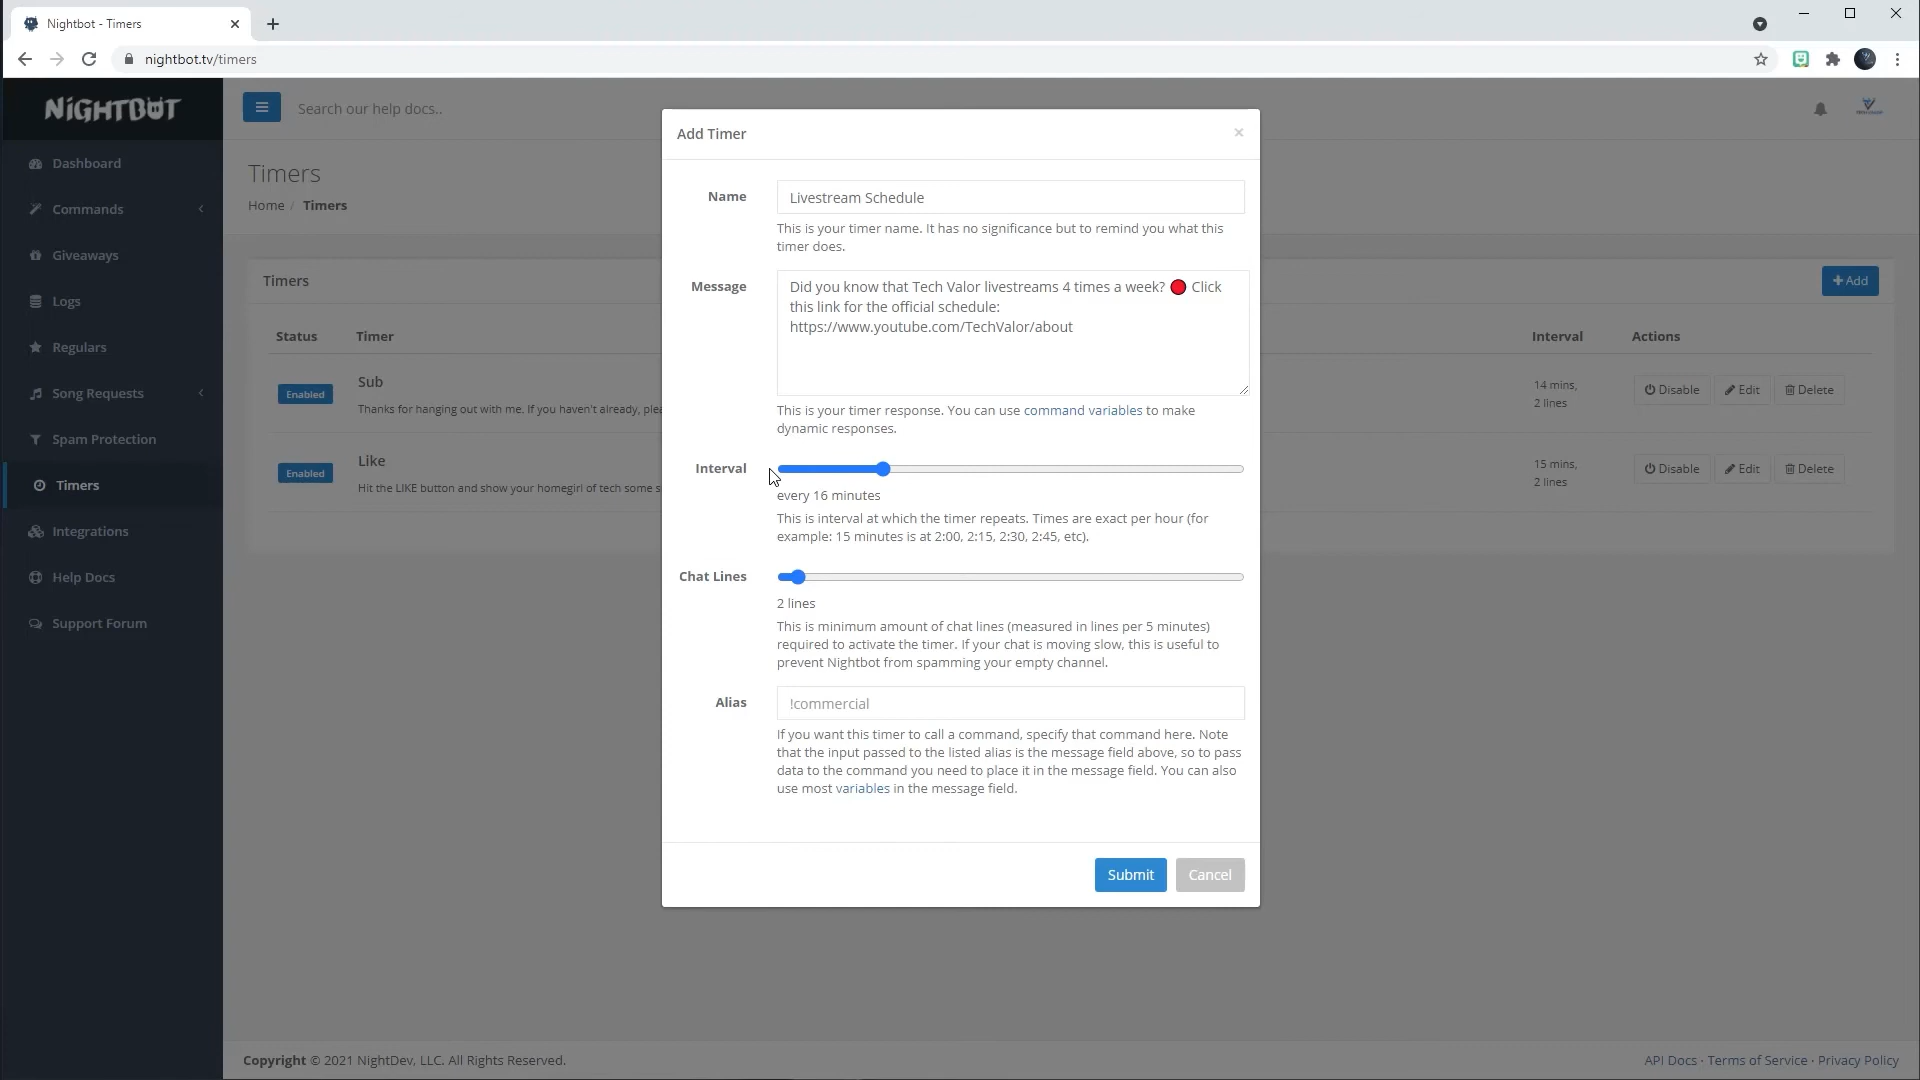 Nightbot - Timers
nightbot.tv/timers
NiGHTBOT
Search our help docs..
Dashboard
Commands
Giveaways
Logs
Regulars
Song Requests
Spam Protection
Timers
Integrations
Help Docs
Support Forum
Timers
Home / Timers
Timers
+ Add
Status Timer Interval Actions
Enabled
Sub
Thanks for hanging out with me. If you haven't already,
14 mins,
2 lines
Disable Edit Delete
Enabled
Like
Hit the LIKE button and show your homegirl of tech some
15 mins,
2 lines
Disable Edit Delete
Add Timer ×
Name
Livestream Schedule
This is your timer name. It has no significance but to remind you what this
timer does.
Message
Did you know that Tech Valor livestreams 4 times a week? 🔴 Click
this link for the official schedule:
https://www.youtube.com/TechValor/about
This is your timer response. You can use command variables to make
dynamic responses.
Interval
every 16 minutes
This is interval at which the timer repeats. Times are exact per hour (for
example: 15 minutes is at 2:00, 2:15, 2:30, 2:45, etc).
Chat Lines
2 lines
This is minimum amount of chat lines (measured in lines per 5 minutes)
required to activate the timer. If your chat is moving slow, this is useful to
prevent Nightbot from spamming your empty channel.
Alias
!commercial
If you want this timer to call a command, specify that command here. Note
that the input passed to the listed alias is the message field above, so to pass
data to the command you need to place it in the message field. You can also
use most variables in the message field.
Submit Cancel
Copyright © 2021 NightDev, LLC. All Rights Reserved.
API Docs · Terms of Service · Privacy Policy